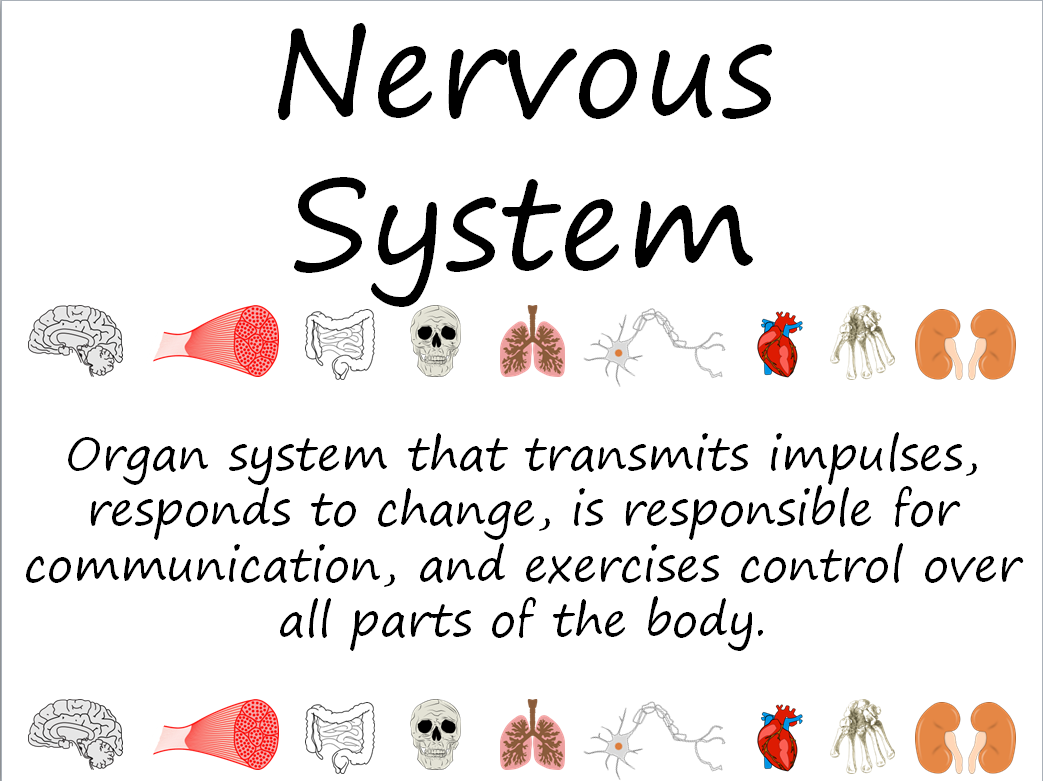 Nervous
System
Organ system that transmits impulses,
responds to change, is responsible for
communication, and exercises control over
all parts of the body.